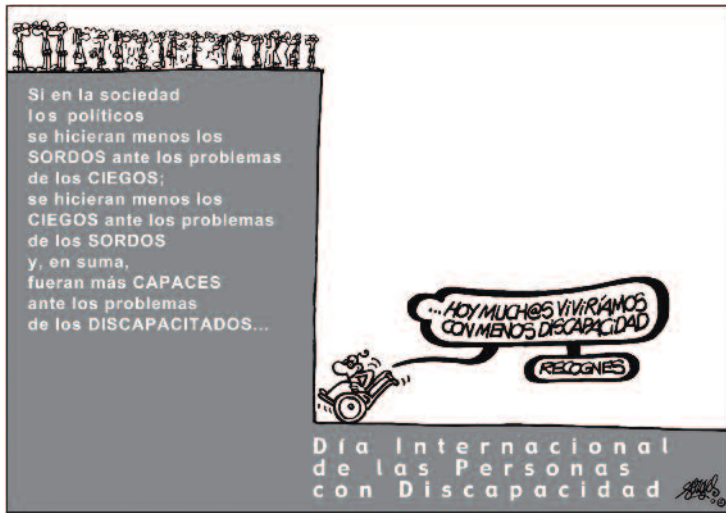 Si en la sociedad
los políticos
se hicieran menos los
SORDOS ante los problemas
de los CIEGOS;
se hicieran menos los
CIEGOS ante los problemas
de los SORDOS
y, en suma,
fueran más CAPACES
ante los problemas
de los DISCAPACITADOS...
...HOY MUCH@S ViViRÍAMOS
CON MENOS DISCAPACiDAD
RECOGNES
Día Internacional
de las Personas
con Discapacidad